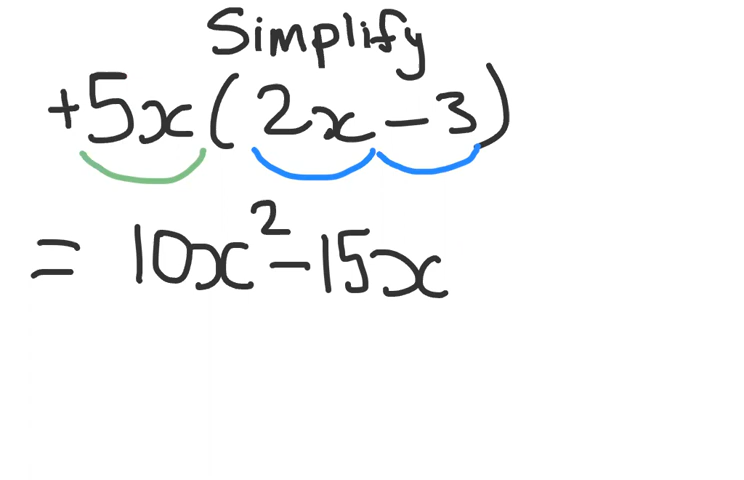 Simplify
+5x(2x-3)
= 10x²-15x